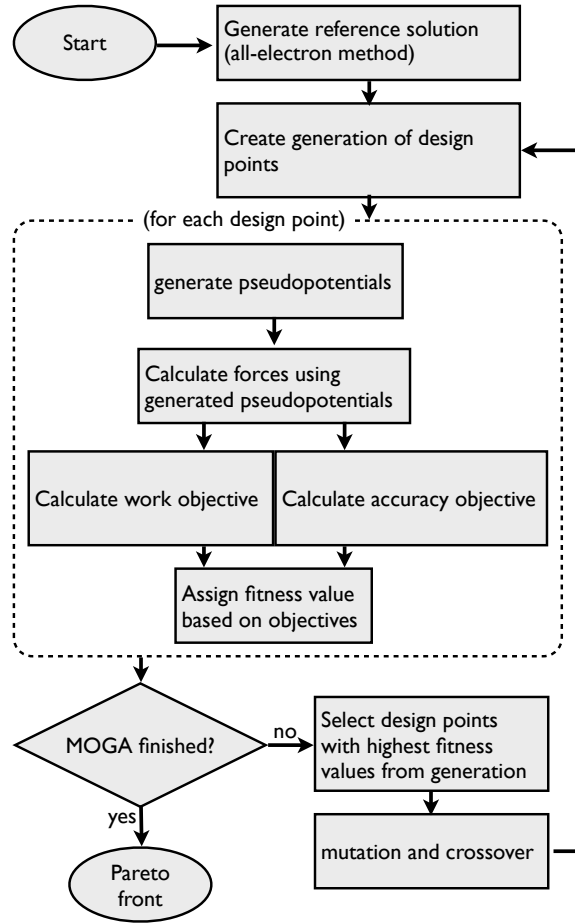 Start
Generate reference solution
(all-electron method)
Create generation of design
points
(for each design point)
generate pseudopotentials
Calculate forces using
generated pseudopotentials
Calculate work objective
Calculate accuracy objective
Assign fitness value
based on objectives
MOGA finished?
no
Select design points
with highest fitness
values from generation
yes
mutation and crossover
Pareto
front